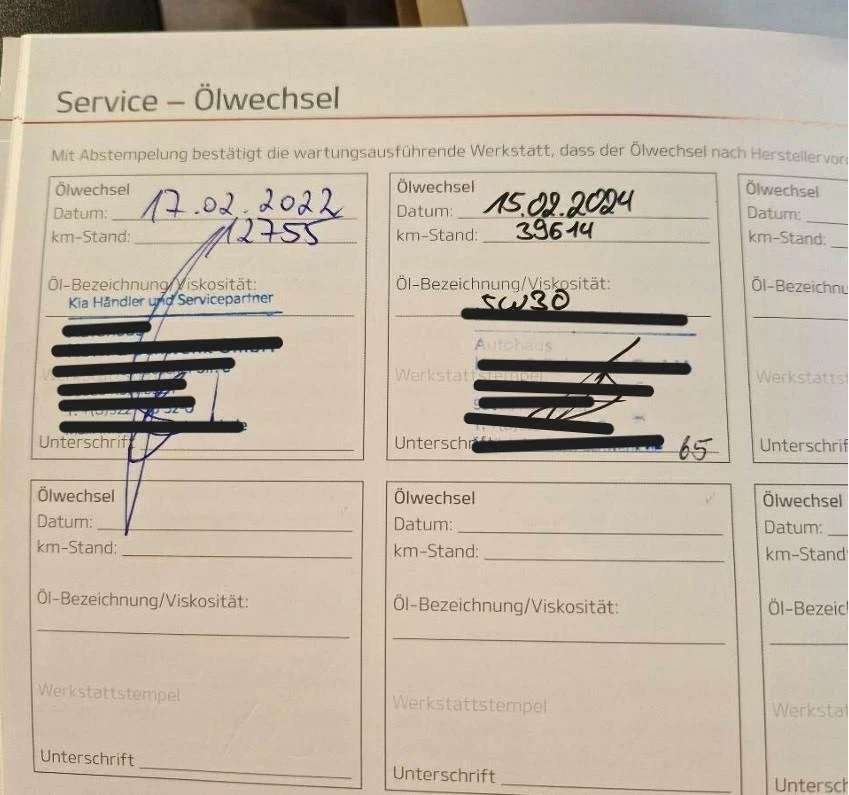 Service – Ölwechsel
Mit Abstempelung bestätigt die wartungsausführende Werkstatt, dass der Ölwechsel nach Herstellervor
Ölwechsel
Datum: 17.02.2022
km-Stand: 12755
Öl-Bezeichnung/Viskosität:
Kia Händler und Servicepartner
Unterschrift
Ölwechsel
Datum: 15.02.2024
km-Stand: 39614
Öl-Bezeichnung/Viskosität:
5W30
Autohaus
Werkstattstempel
Unterschr
65
Ölwechsel
Datum:
km-Stand:
Öl-Bezeichnu
Werkstattst
Unterschrif
Ölwechsel
Datum:
km-Stand:
Öl-Bezeichnung/Viskosität:
Werkstattstempel
Unterschrift
Ölwechsel
Datum:
km-Stand:
Öl-Bezeichnung/Viskosität:
Werkstattstempel
Unterschrift
Ölwechsel
Datum:
km-Stand
Öl-Bezeic
Werksta
Untersch